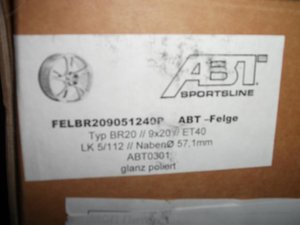 ABT
SPORTSLINE
FELBR209051240P ABT -Felge
Typ BR20 // 9x20 // ET40
LK 5/112 // NabenØ 57,1mm
ABT0301
glanz poliert